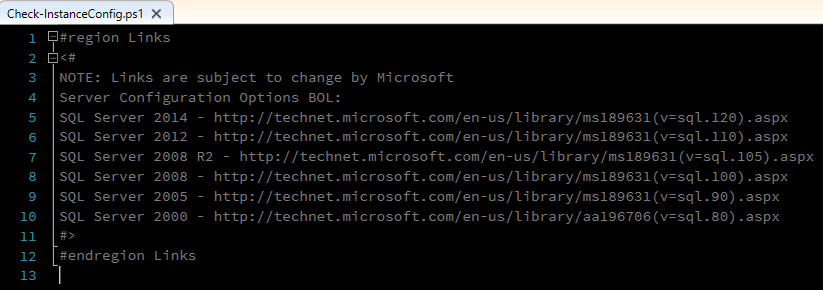 Check-InstanceConfig.ps1
1 #region Links
2 <#
3 NOTE: Links are subject to change by Microsoft
4 Server Configuration Options BOL:
5 SQL Server 2014 - http://technet.microsoft.com/en-us/library/ms189631(v=sql.120).aspx
6 SQL Server 2012 - http://technet.microsoft.com/en-us/library/ms189631(v=sql.110).aspx
7 SQL Server 2008 R2 - http://technet.microsoft.com/en-us/library/ms189631(v=sql.105).aspx
8 SQL Server 2008 - http://technet.microsoft.com/en-us/library/ms189631(v=sql.100).aspx
9 SQL Server 2005 - http://technet.microsoft.com/en-us/library/ms189631(v=sql.90).aspx
10 SQL Server 2000 - http://technet.microsoft.com/en-us/library/aa196706(v=sql.80).aspx
11 #>
12 #endregion Links
13